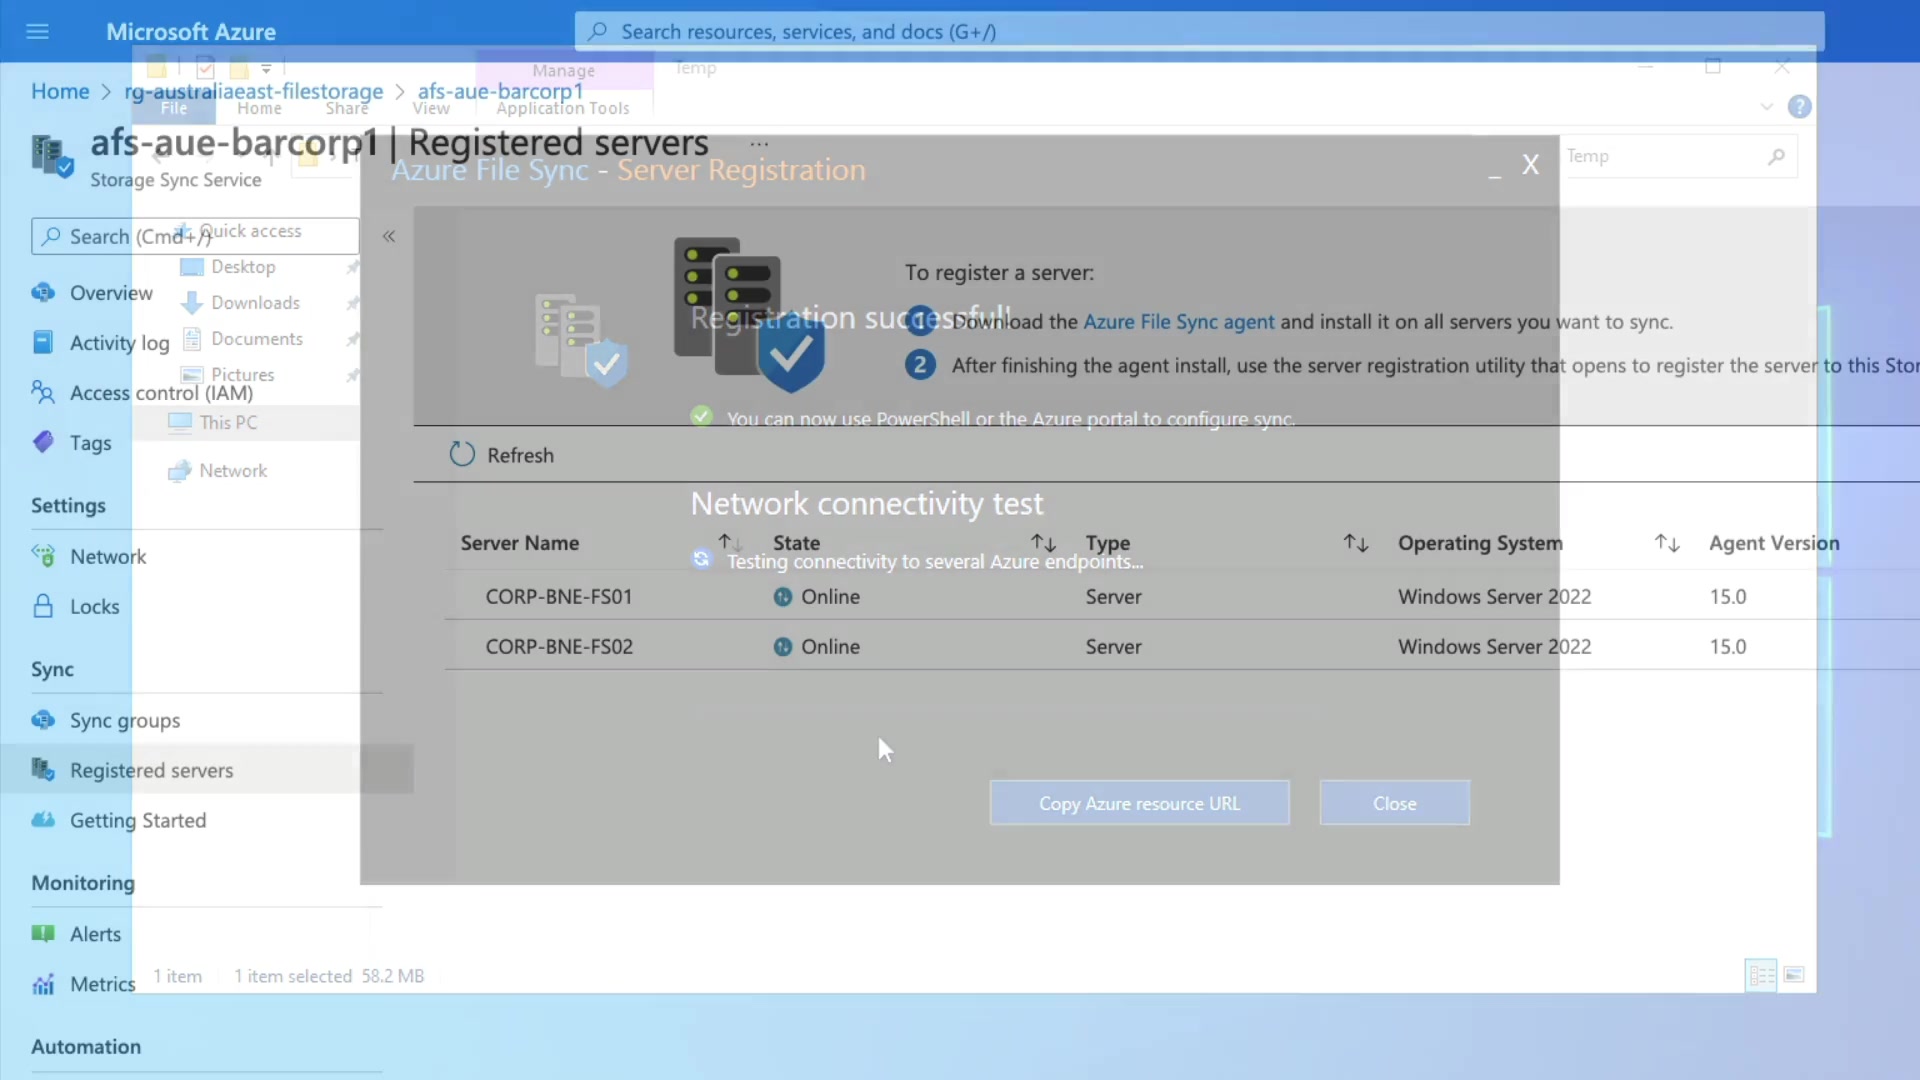 Microsoft Azure
Search resources, services, and docs (G+/)
Manage
Temp
Home > rg-australiaeast-filestorage > afs-aue-barcorp1
File
Home
Share
View
Application Tools
afs-aue-barcorp1 | Registered servers
...
Storage Sync Service
Azure File Sync - Server Registration
_ X
Temp
Search (Cmd+/)
«
Quick access
Desktop
Downloads
Documents
Pictures
This PC
Network
Overview
Activity log
Access control (IAM)
Tags
Settings
Network
Locks
Sync
Sync groups
Registered servers
Getting Started
Monitoring
Alerts
Metrics
Automation
To register a server:
Registration successful!
1 Download the Azure File Sync agent and install it on all servers you want to sync.
2 After finishing the agent install, use the server registration utility that opens to register the server to this Stor
You can now use PowerShell or the Azure portal to configure sync.
Refresh
Network connectivity test
Server Name
State
Type
Operating System
Agent Version
Testing connectivity to several Azure endpoints...
CORP-BNE-FS01 Online Server Windows Server 2022 15.0
CORP-BNE-FS02 Online Server Windows Server 2022 15.0
Copy Azure resource URL
Close
1 item
1 item selected 58.2 MB